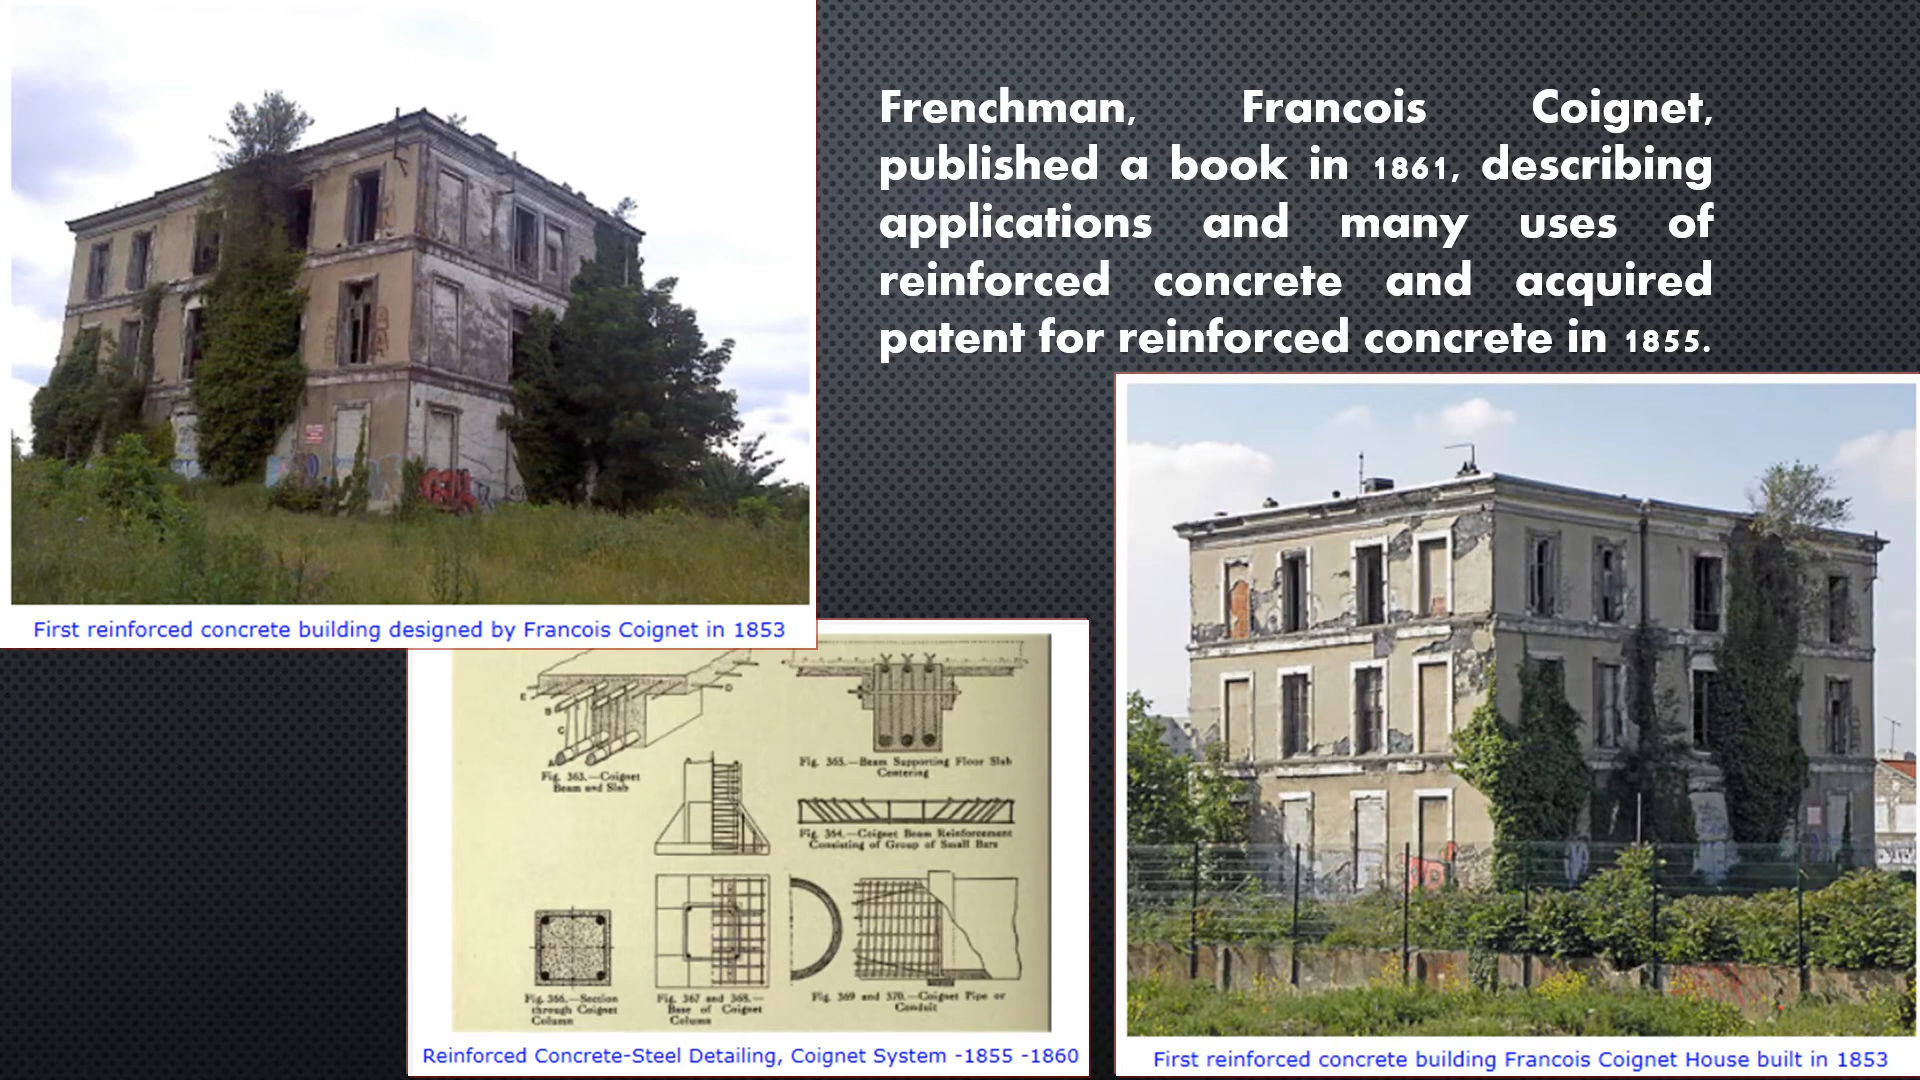 Frenchman, Francois Coignet,
published a book in 1861, describing
applications and many uses of
reinforced concrete and acquired
patent for reinforced concrete in 1855.
First reinforced concrete building designed by Francois Coignet in 1853
E
D
B
C
A
Fig. 363.—Coignet
Beam and Slab
Fig. 365.—Beam Supporting Floor Slab
Centering
Fig. 364.—Coignet Beam Reinforcement
Consisting of Group of Small Bars
Fig. 366.—Section
through Coignet
Column
Fig. 367 and 368.—
Base of Coignet
Column
Fig. 369 and 370.—Coignet Pipe or
Conduit
Reinforced Concrete-Steel Detailing, Coignet System -1855 -1860
First reinforced concrete building Francois Coignet House built in 1853